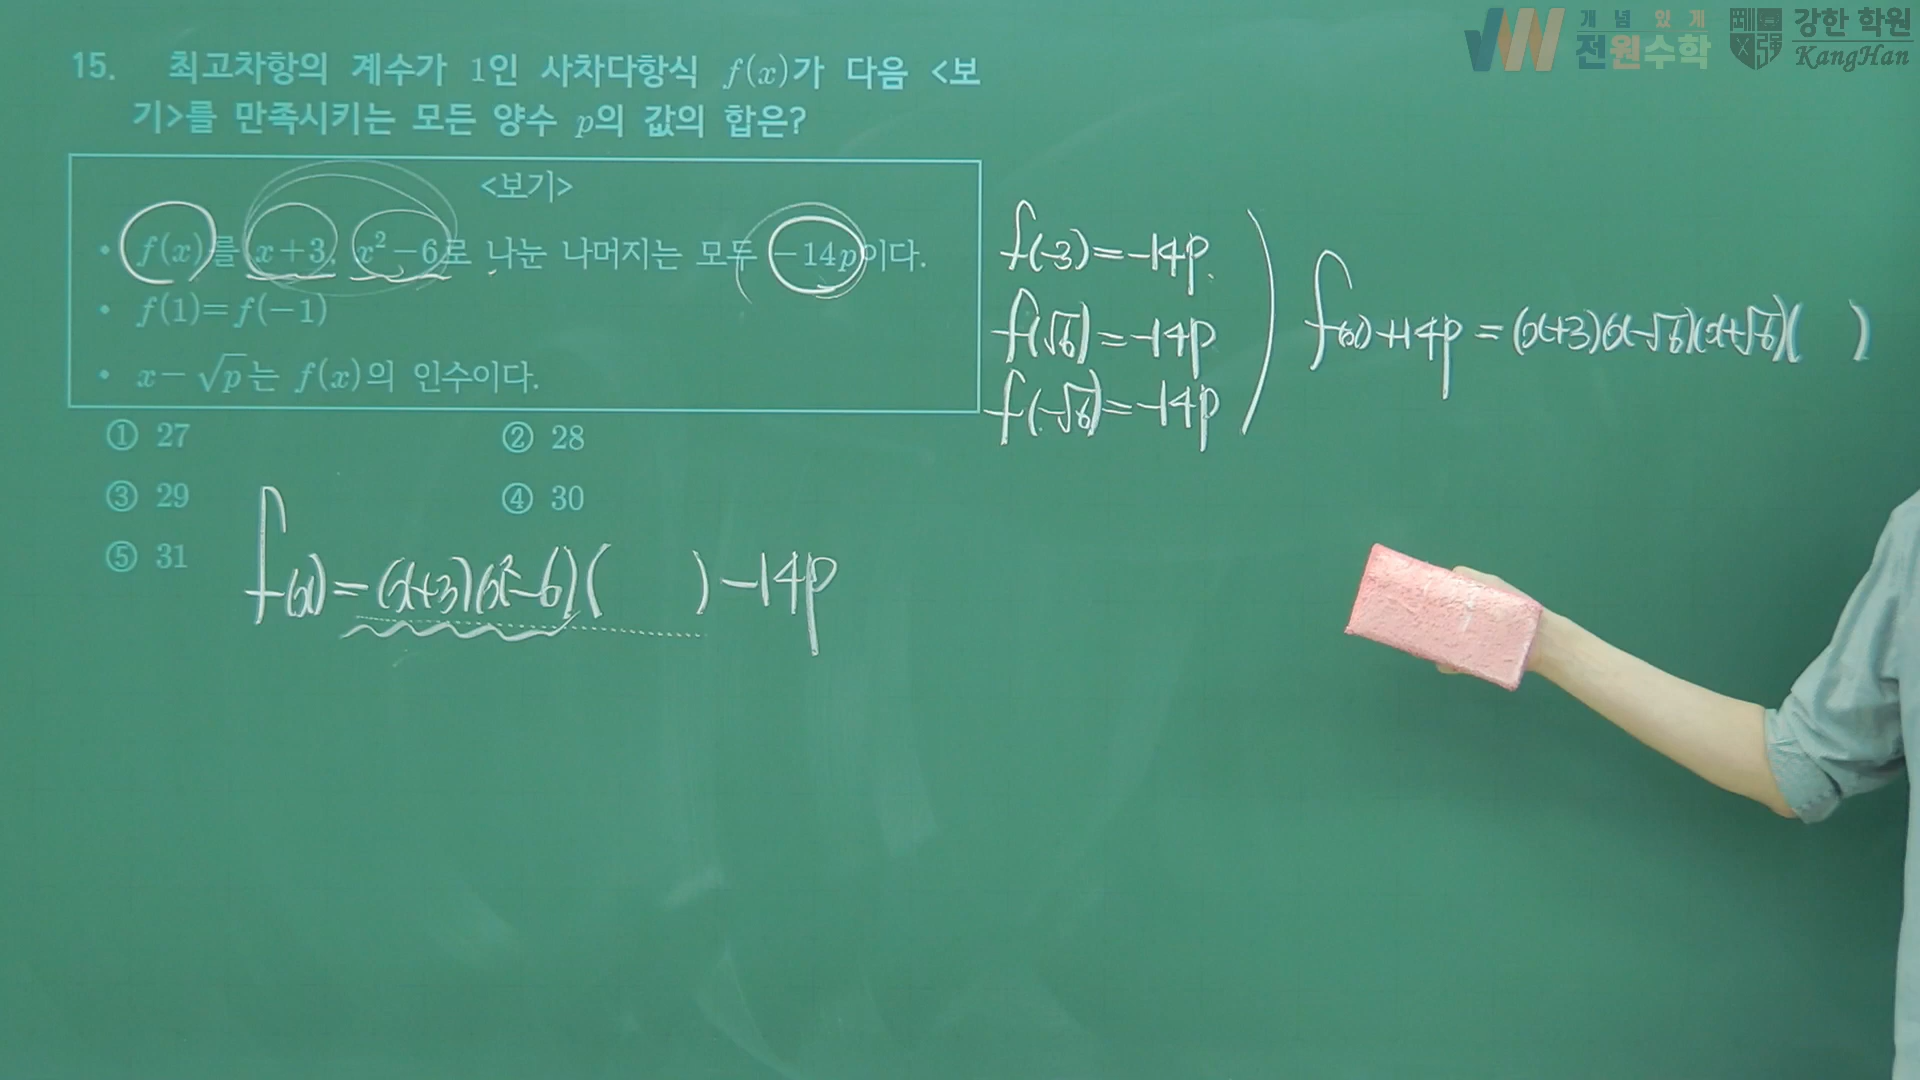 개념있게
전원수학
강한 학원
KangHan
15. 최고차항의 계수가 1인 사차다항식 f(x)가 다음 <보
기>를 만족시키는 모든 양수 p의 값의 합은?
<보기>
• f(x)를 x+3, x²−6로 나눈 나머지는 모두 −14p이다.
• f(1)=f(−1)
• x−√p는 f(x)의 인수이다.
① 27 ② 28
③ 29 ④ 30
⑤ 31
f(x)=(x+3)(x²−6)( )−14p
f(−3)=−14p
f(√6)=−14p
f(−√6)=−14p
f(x)+14p=(x+3)(x−√6)(x+√6)( )